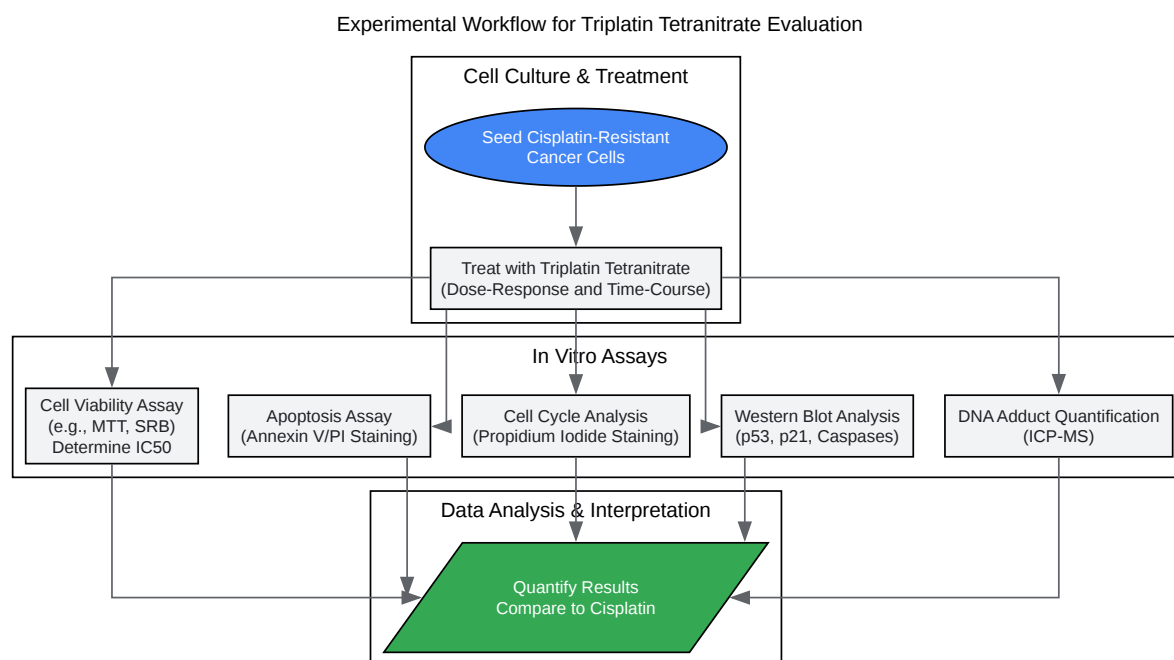 Experimental Workflow for Triplatin Tetranitrate Evaluation
Cell Culture & Treatment
Seed Cisplatin-Resistant
Cancer Cells
Treat with Triplatin Tetranitrate
(Dose-Response and Time-Course)
In Vitro Assays
Cell Viability Assay
(e.g., MTT, SRB)
Determine IC50
Apoptosis Assay
(Annexin V/PI Staining)
Cell Cycle Analysis
(Propidium Iodide Staining)
Western Blot Analysis
(p53, p21, Caspases)
DNA Adduct Quantification
(ICP-MS)
Data Analysis & Interpretation
Quantify Results
Compare to Cisplatin